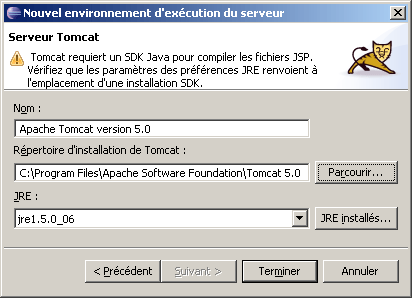 Nouvel environnement d'exécution du serveur
Serveur Tomcat
Tomcat requiert un SDK Java pour compiler les fichiers JSP.
Vérifiez que les paramètres des préférences JRE renvoient à
l'emplacement d'une installation SDK.
Nom :
Apache Tomcat version 5.0
Répertoire d'installation de Tomcat :
C:\Program Files\Apache Software Foundation\Tomcat 5.0
Parcourir...
JRE :
jre1.5.0_06
JRE installés...
< Précédent
Suivant >
Terminer
Annuler